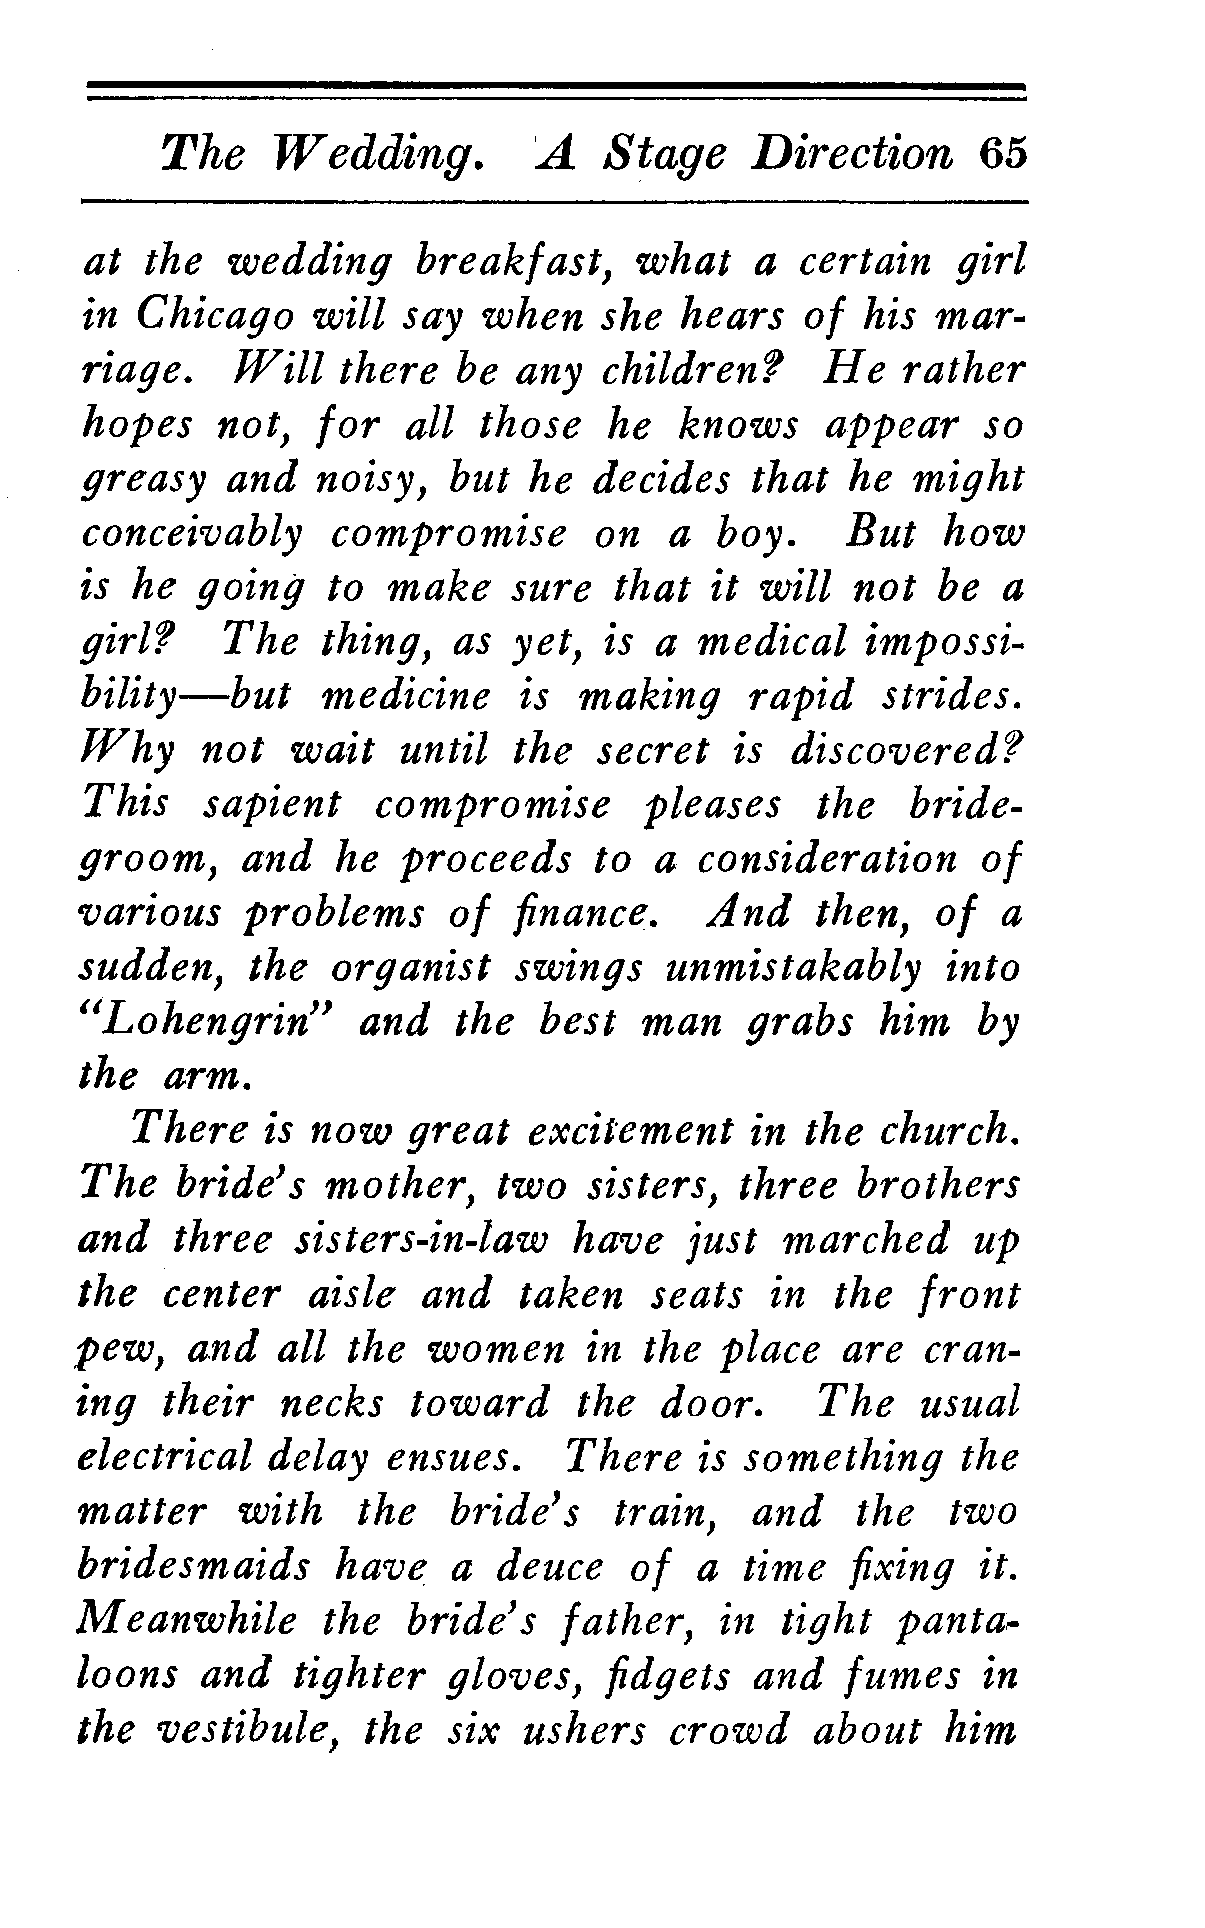 The Wedding. A Stage Direction 65
at the wedding breakfast, what a certain girl
in Chicago will say when she hears of his mar-
riage. Will there be any children? He rather
hopes not, for all those he knows appear so
greasy and noisy, but he decides that he might
conceivably compromise on a boy. But how
is he going to make sure that it will not be a
girl? The thing, as yet, is a medical impossi-
bility—but medicine is making rapid strides.
Why not wait until the secret is discovered?
This sapient compromise pleases the bride-
groom, and he proceeds to a consideration of
various problems of finance. And then, of a
sudden, the organist swings unmistakably into
“Lohengrin” and the best man grabs him by
the arm.
There is now great excitement in the church.
The bride's mother, two sisters, three brothers
and three sisters-in-law have just marched up
the center aisle and taken seats in the front
pew, and all the women in the place are cran-
ing their necks toward the door. The usual
electrical delay ensues. There is something the
matter with the bride's train, and the two
bridesmaids have a deuce of a time fixing it.
Meanwhile the bride's father, in tight panta-
loons and tighter gloves, fidgets and fumes in
the vestibule, the six ushers crowd about him